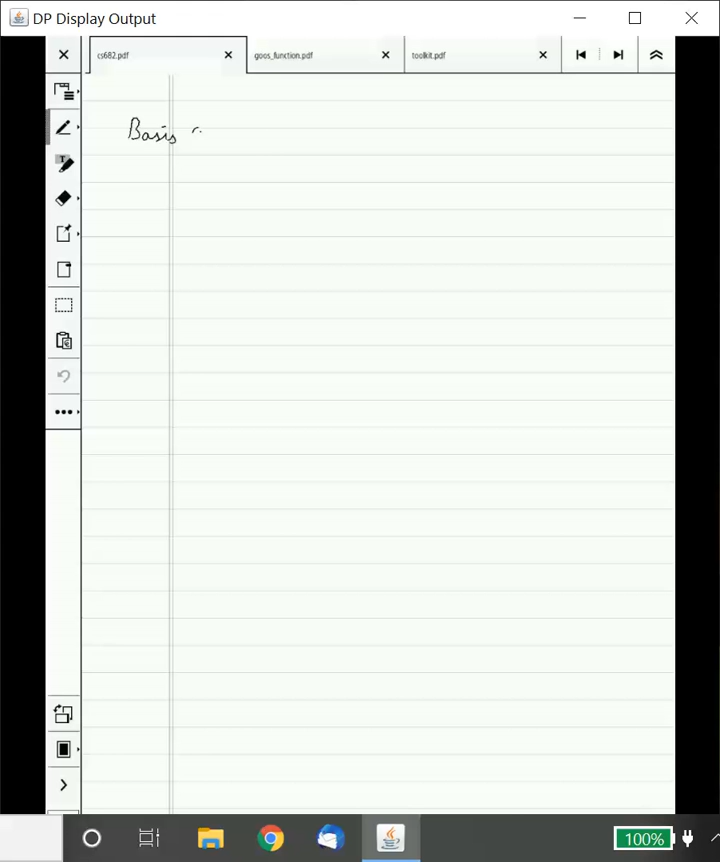 DP Display Output
cs682.pdf
goos_function.pdf
toolkit.pdf
T
Basis
100%